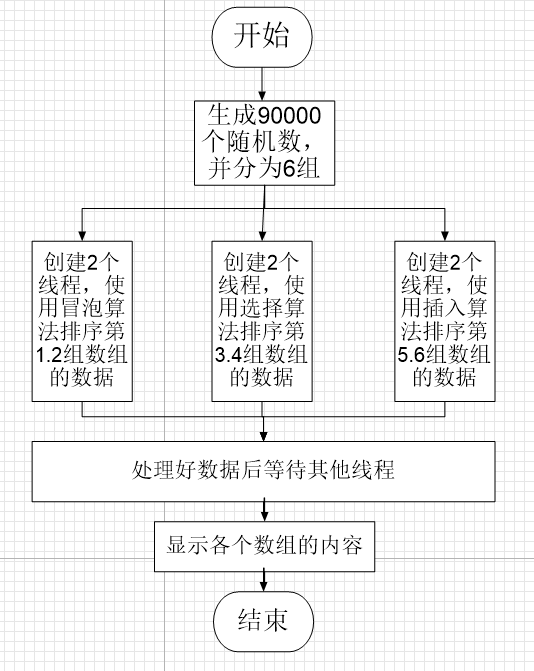 开始
生成90000
个随机数，
并分为6组
创建2个
线程，使
用冒泡算
法排序第
1.2组数组
的数据
创建2个
线程，使
用选择算
法排序第
3.4组数组
的数据
创建2个
线程，使
用插入算
法排序第
5.6组数组
的数据
处理好数据后等待其他线程
显示各个数组的内容
结束